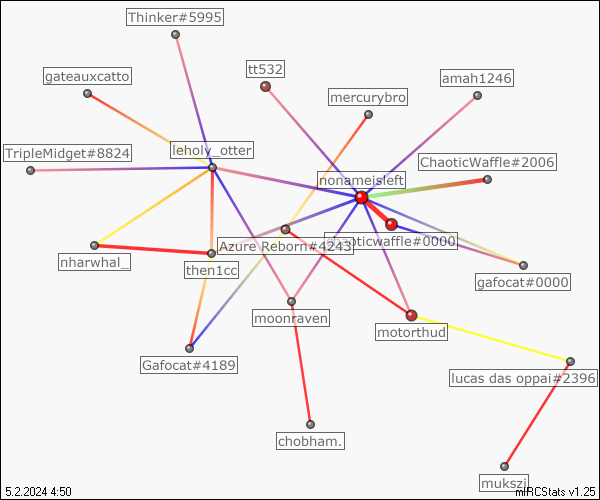 Thinker#5995
tt532
gateauxcatto
amah1246
mercurybro
leholy_otter
TripleMidget#8824
ChaoticWaffle#2006
nonameisleft
Azure Reborn#4243
oticwaffle#0000
nharwhal_
then1cc
gafocat#0000
moonraven
motorthud
Gafocat#4189
lucas das oppai#2396
chobham.
mukszi
5.2.2024 4:50
mIRCStats v1.25